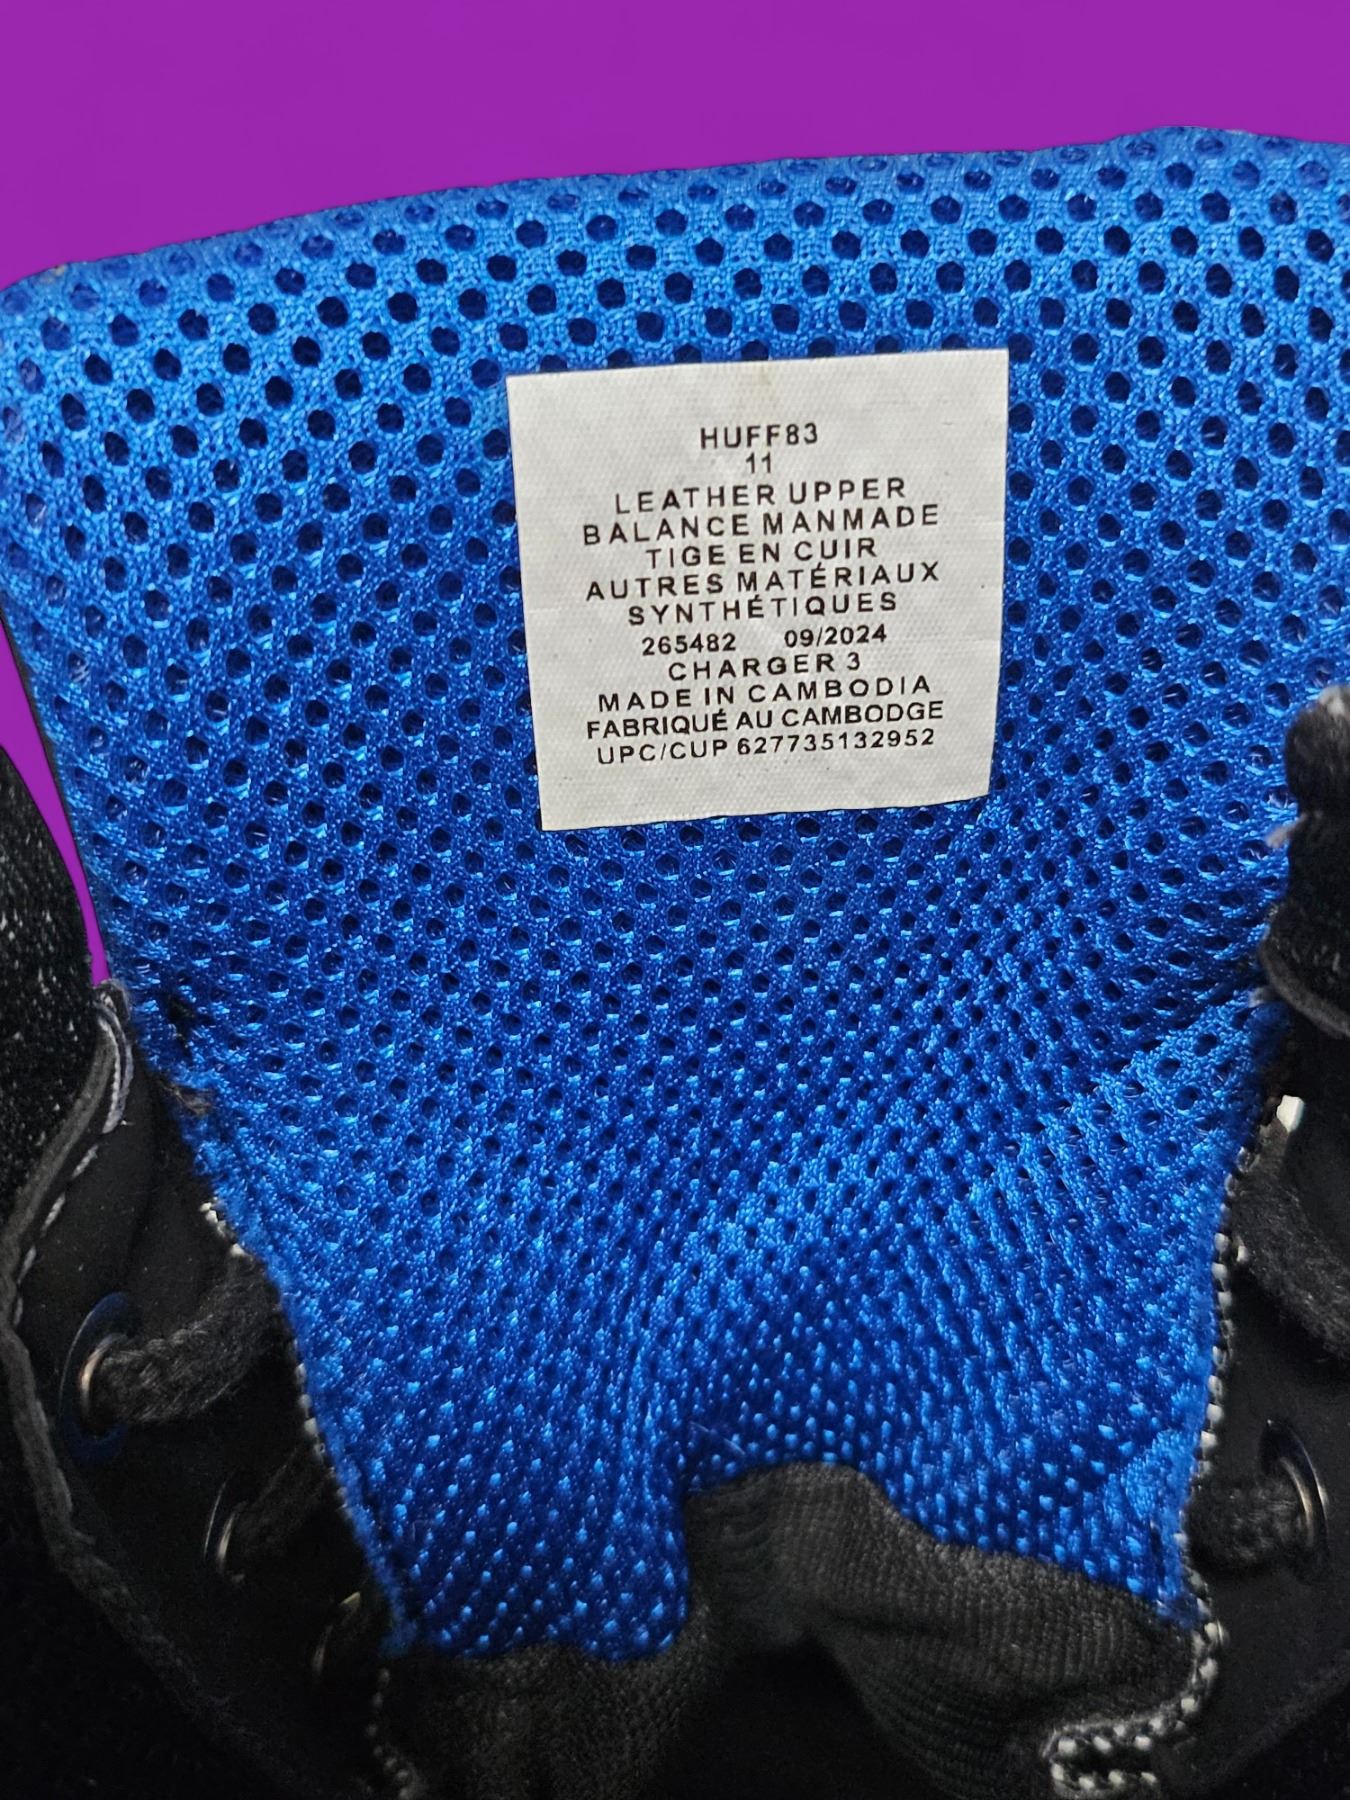 HUFF83
11
LEATHER UPPER
BALANCE MANMADE
TIGE EN CUIR
AUTRES MATÉRIAUX
SYNTHÉTIQUES
265482 09/2024
CHARGER 3
MADE IN CAMBODIA
FABRIQUÉ AU CAMBODGE
UPC/CUP 627735132952